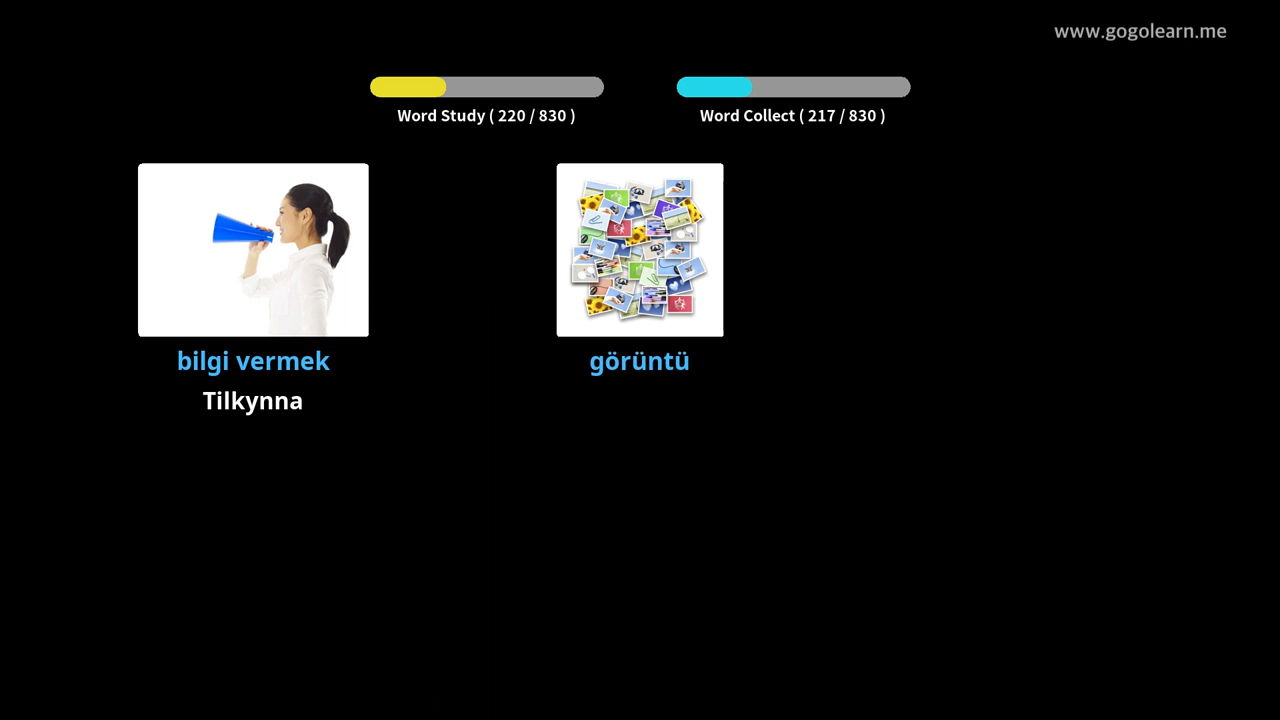 www.gogolearn.me
Word Study ( 220 / 830 )
Word Collect ( 217 / 830 )
bilgi vermek
görüntü
Tilkynna